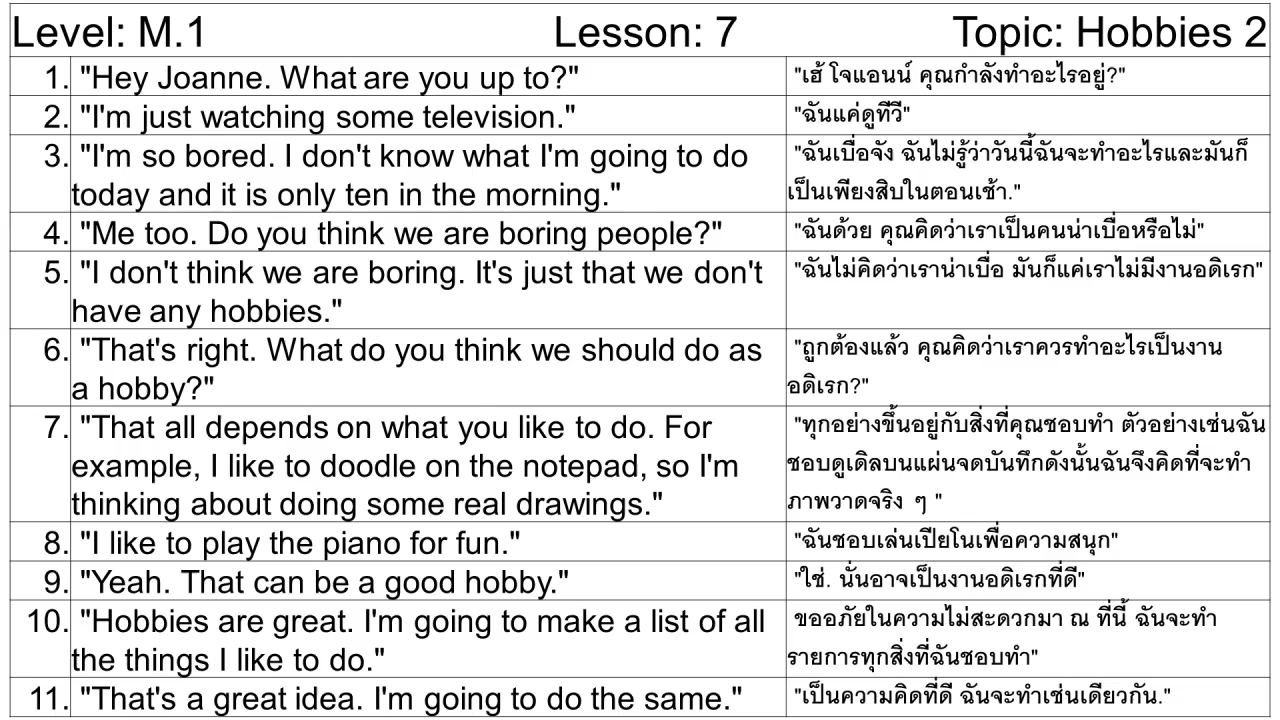 Level: M.1 Lesson: 7 Topic: Hobbies 2
1. "Hey Joanne. What are you up to?"
"เฮ้ โจแอนน์ คุณกำลังทำอะไรอยู่?"
2. "I'm just watching some television."
"ฉันแค่ดูทีวี"
3. "I'm so bored. I don't know what I'm going to do
today and it is only ten in the morning."
"ฉันเบื่อจัง ฉันไม่รู้ว่าวันนี้ฉันจะทำอะไรและมันก็
เป็นเพียงสิบในตอนเช้า."
4. "Me too. Do you think we are boring people?"
"ฉันด้วย คุณคิดว่าเราเป็นคนน่าเบื่อหรือไม่"
5. "I don't think we are boring. It's just that we don't
have any hobbies."
"ฉันไม่คิดว่าเราน่าเบื่อ มันก็แค่เราไม่มีงานอดิเรก"
6. "That's right. What do you think we should do as
a hobby?"
"ถูกต้องแล้ว คุณคิดว่าเราควรทำอะไรเป็นงาน
อดิเรก?"
7. "That all depends on what you like to do. For
example, I like to doodle on the notepad, so I'm
thinking about doing some real drawings."
"ทุกอย่างขึ้นอยู่กับสิ่งที่คุณชอบทำ ตัวอย่างเช่นฉัน
ชอบดูเดิลบนแผ่นจดบันทึกดังนั้นฉันจึงคิดที่จะทำ
ภาพวาดจริง ๆ "
8. "I like to play the piano for fun."
"ฉันชอบเล่นเปียโนเพื่อความสนุก"
9. "Yeah. That can be a good hobby."
"ใช่. นั่นอาจเป็นงานอดิเรกที่ดี"
10. "Hobbies are great. I'm going to make a list of all
the things I like to do."
ขออภัยในความไม่สะดวกมา ณ ที่นี้ ฉันจะทำ
รายการทุกสิ่งที่ฉันชอบทำ"
11. "That's a great idea. I'm going to do the same."
"เป็นความคิดที่ดี ฉันจะทำเช่นเดียวกัน."